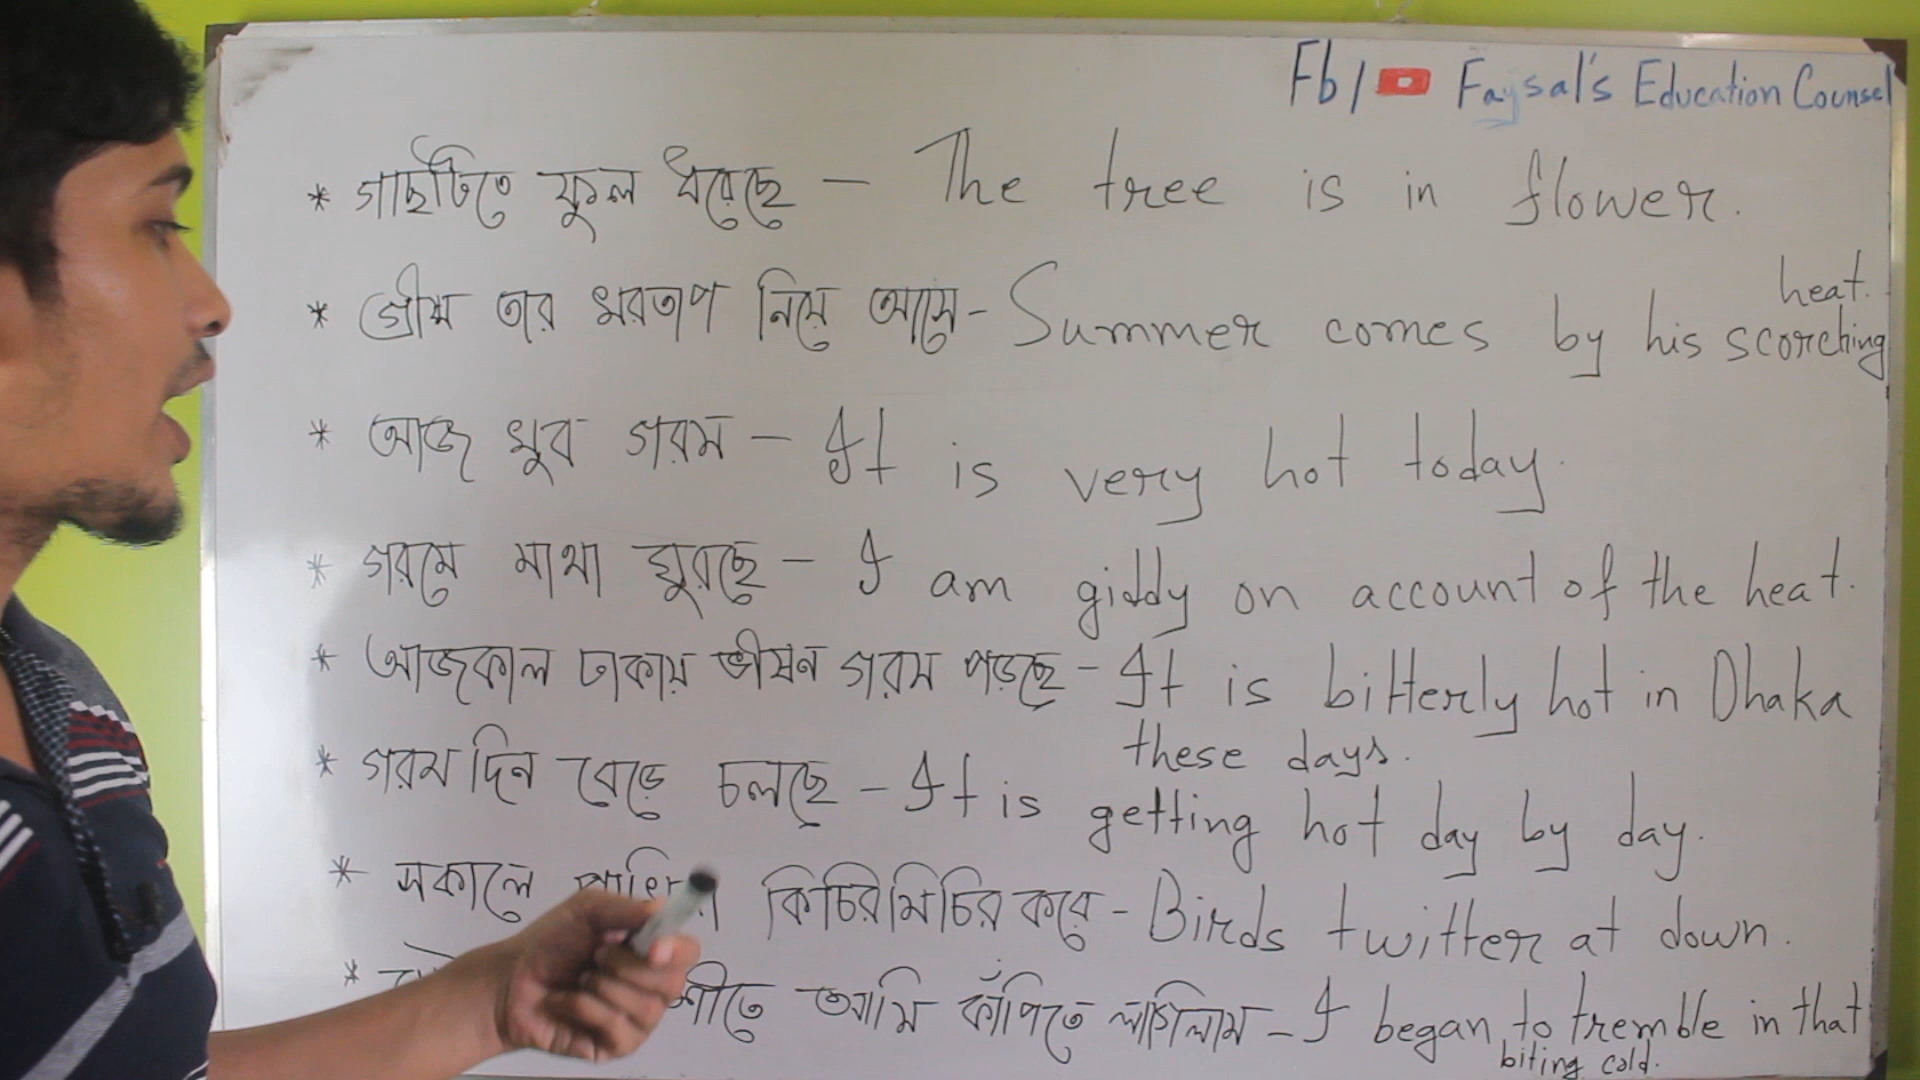 Fb / Faysal's Education Counsel
* গাছটিতে ফুল ধরেছে - The tree is in flower.
* গ্রীষ্ম তার খরতাপ নিয়ে আসে - Summer comes by his scorching heat.
* আজ খুব গরম - It is very hot today.
* গরমে মাথা ঘুরছে - I am giddy on account of the heat.
* আজকাল ঢাকায় ভীষন গরম পড়ছে - It is bitterly hot in Dhaka
these days.
* গরম দিন বেড়ে চলছে - It is getting hot day by day.
* সকালে কিচিরমিচির করে - Birds twitter at down.
* শীতে আমি কাঁপিতে লাগিলাম - I began to tremble in that
biting cold.